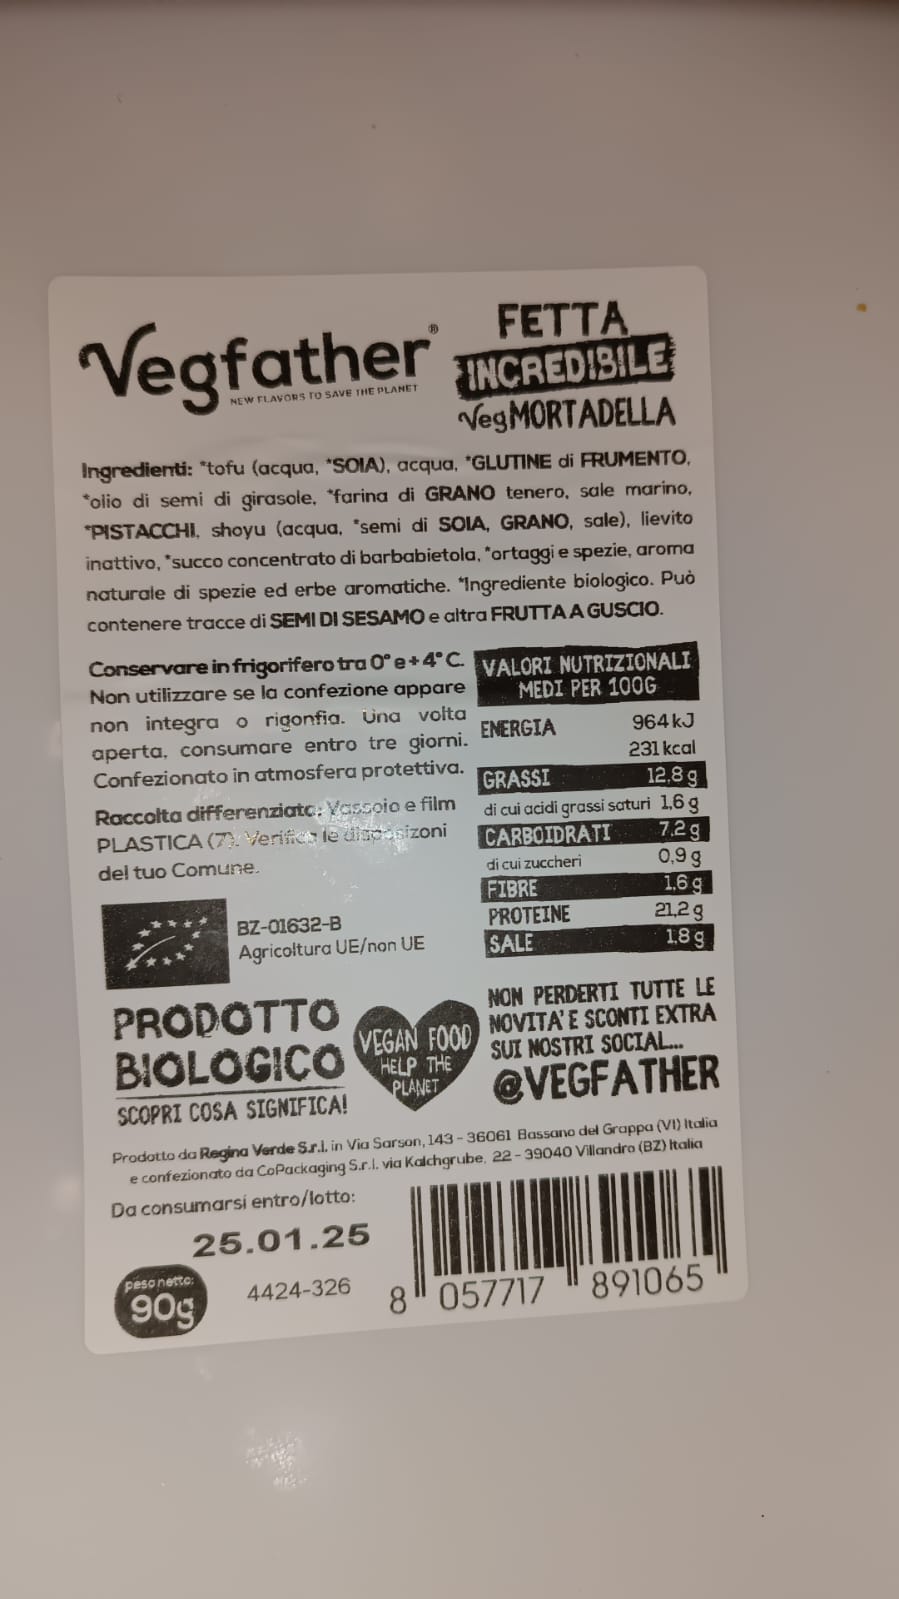 Vegfather®
NEW FLAVORS TO SAVE THE PLANET
FETTA
INCREDIBILE
VegMORTADELLA
Ingredienti: *tofu (acqua, *SOIA), acqua, *GLUTINE di FRUMENTO,
*olio di semi di girasole, *farina di GRANO tenero, sale marino,
*PISTACCHI, shoyu (acqua, *semi di SOIA, GRANO, sale), lievito
inattivo, *succo concentrato di barbabietola, *ortaggi e spezie, aroma
naturale di spezie ed erbe aromatiche. *Ingrediente biologico. Può
contenere tracce di SEMI DI SESAMO e altra FRUTTA A GUSCIO.
Conservare in frigorifero tra 0° e +4° C.
Non utilizzare se la confezione appare
non integra o rigonfia. Una volta
aperta, consumare entro tre giorni.
Confezionato in atmosfera protettiva.
Raccolta differenziata: Vassoio e film
PLASTICA (7). Verifica le disposizoni
del tuo Comune.
VALORI NUTRIZIONALI
MEDI PER 100G
ENERGIA 964 kJ
231 kcal
GRASSI 12,8 g
di cui acidi grassi saturi 1,6 g
CARBOIDRATI 7,2 g
di cui zuccheri 0,9 g
FIBRE 1,6 g
PROTEINE 21,2 g
SALE 1,8 g
BZ-01632-B
Agricoltura UE/non UE
PRODOTTO
BIOLOGICO
SCOPRI COSA SIGNIFICA!
VEGAN FOOD
HELP THE
PLANET
NON PERDERTI TUTTE LE
NOVITA' E SCONTI EXTRA
SUI NOSTRI SOCIAL...
@VEGFATHER
Prodotto da Regina Verde S.r.l. in Via Sarson, 143 - 36061 Bassano del Grappa (VI) Italia
e confezionato da CoPackaging S.r.l. via Kalchgrube, 22 - 39040 Villandro (BZ) Italia
Da consumarsi entro/lotto:
25.01.25
peso netto:
90g
4424-326
8 057717 891065